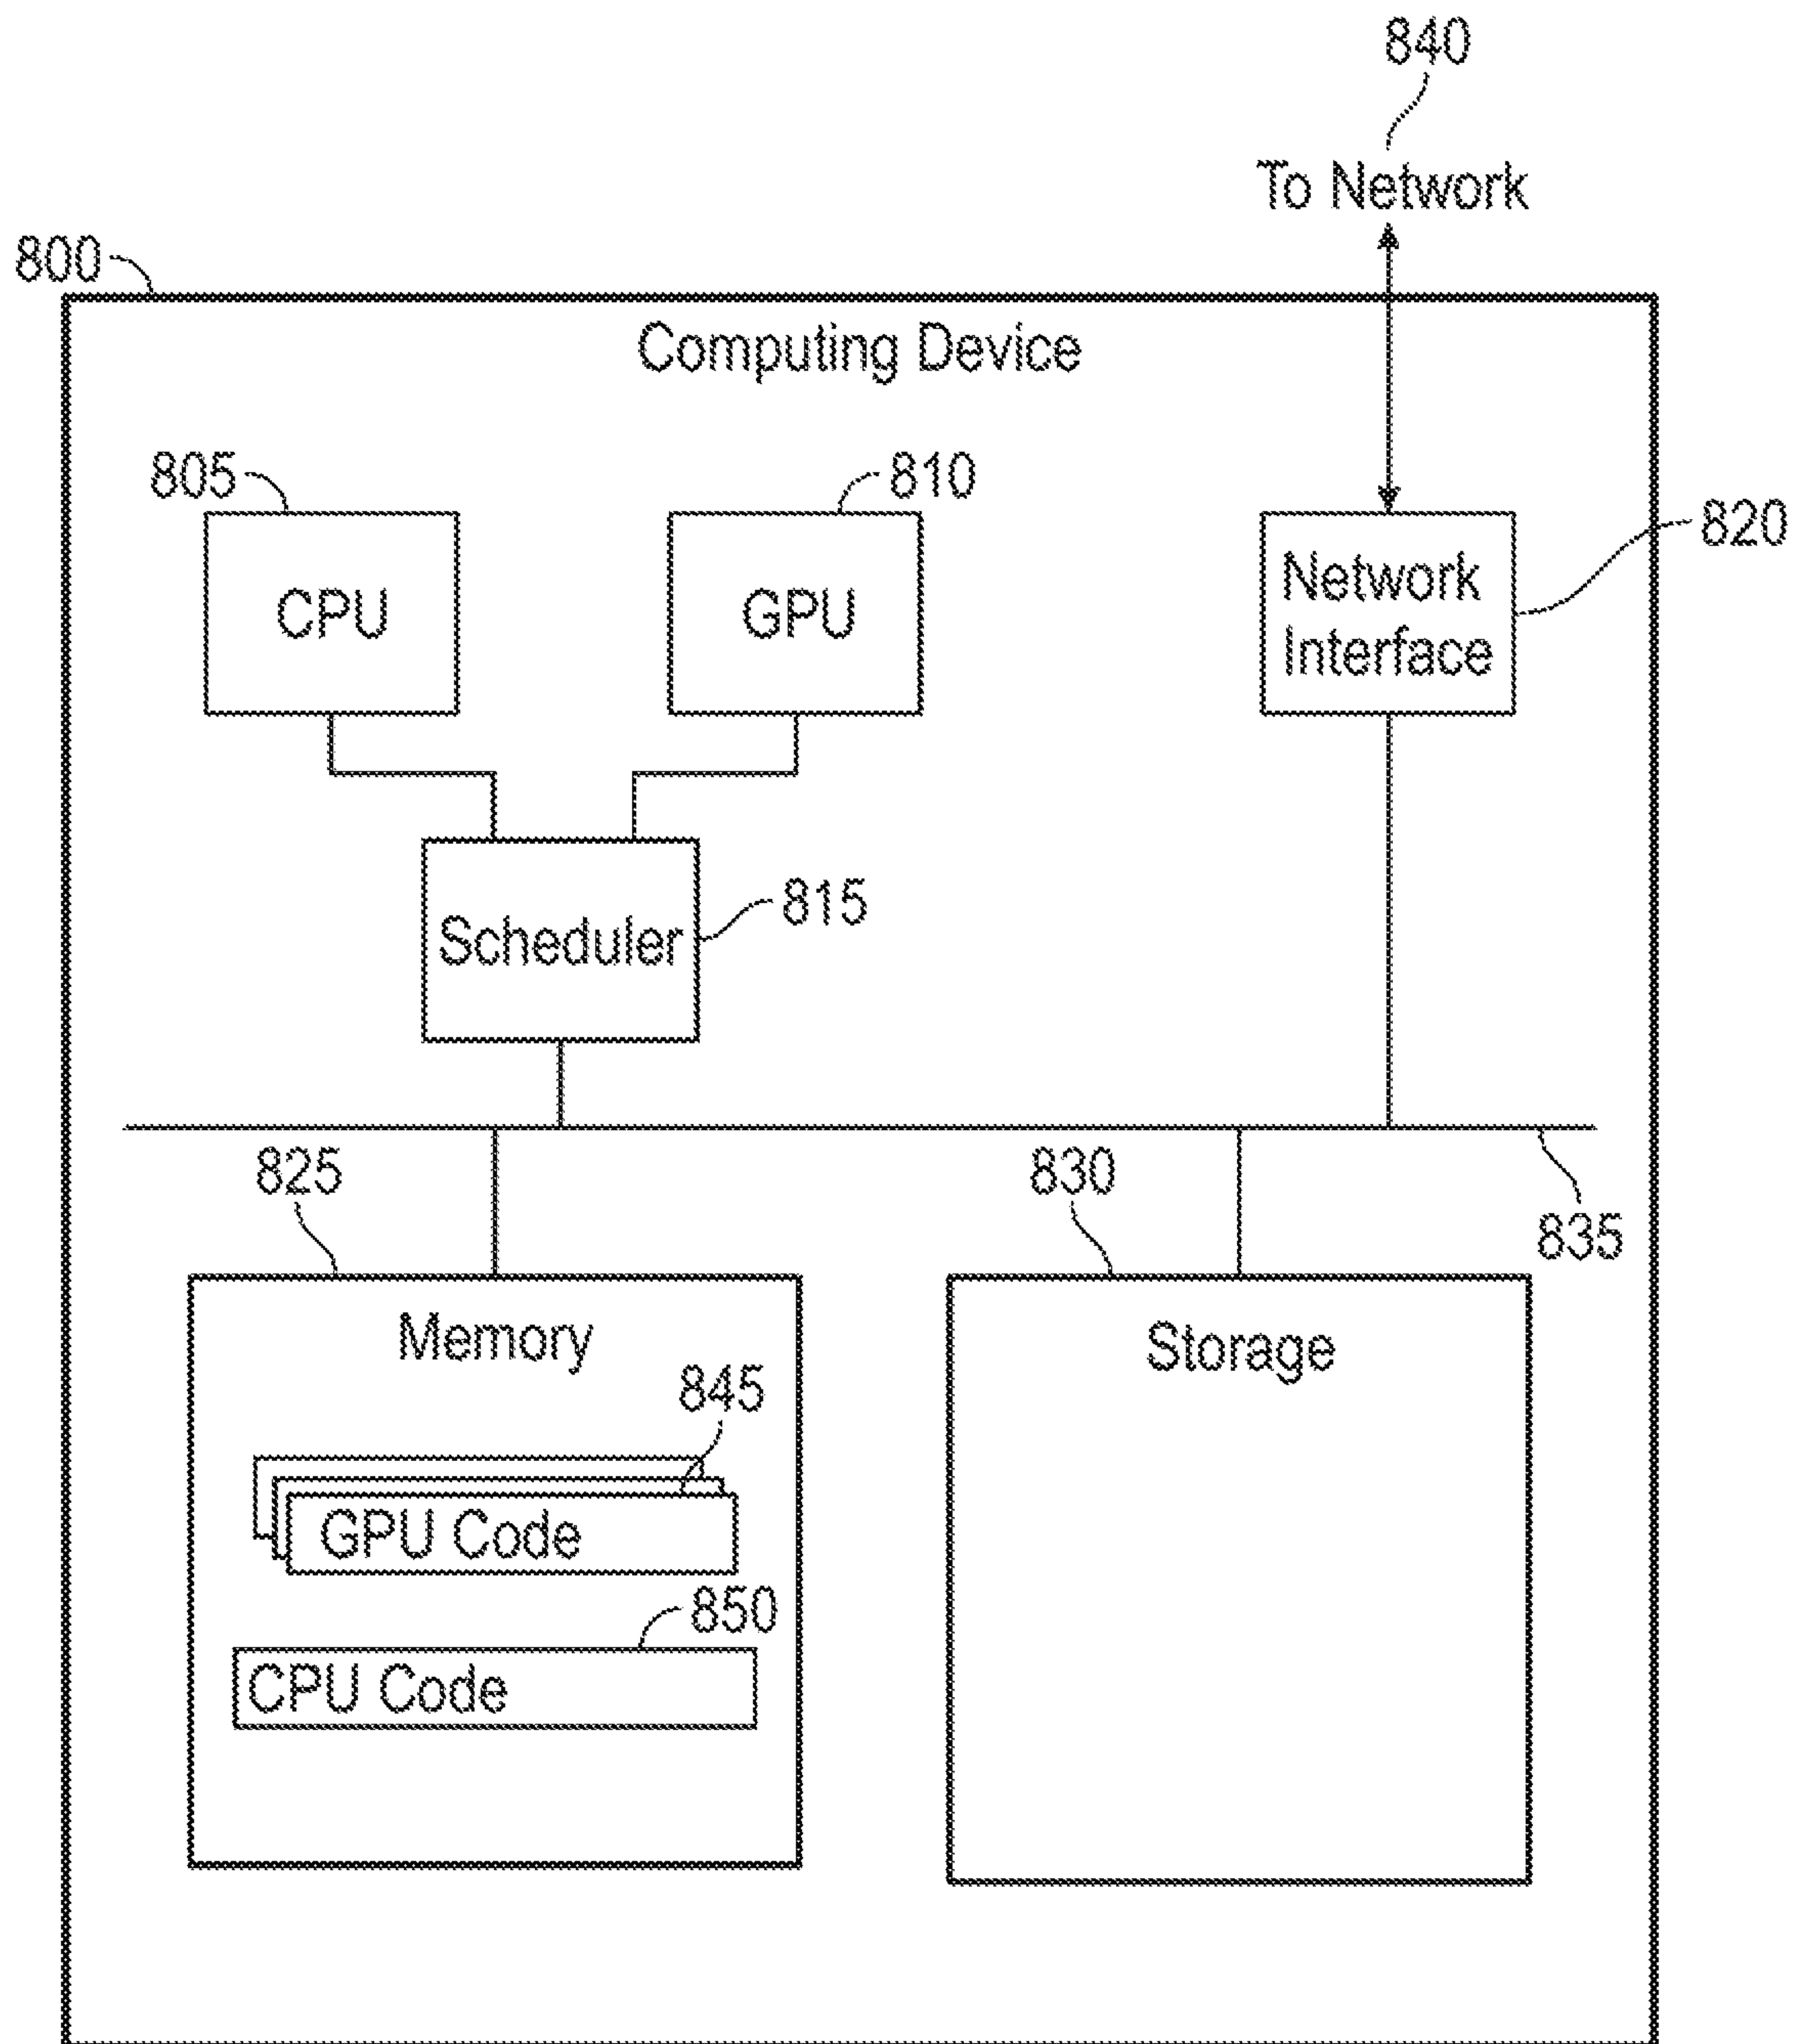 840
To Network
800
Computing Device
805
810
820
CPU
GPU
Network
Interface
815
Scheduler
825
830
835
Memory
Storage
845
GPU Code
850
CPU Code